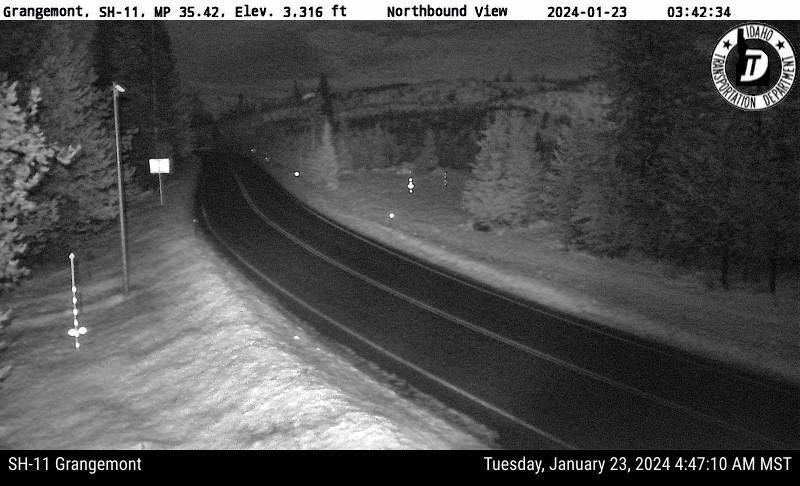 Grangemont, SH-11, MP 35.42, Elev. 3,316 ft Northbound View 2024-01-23 03:42:34
IDAHO
TRANSPORTATION DEPARTMENT
SH-11 Grangemont Tuesday, January 23, 2024 4:47:10 AM MST